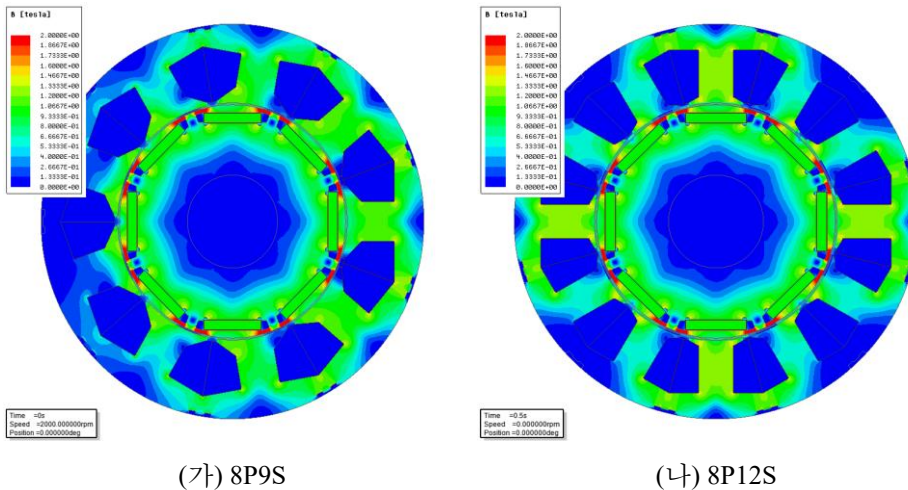 B [tesla]
2.0000E+00
1.8667E+00
1.7333E+00
1.6000E+00
1.4667E+00
1.3333E+00
1.2000E+00
1.0667E+00
9.3333E-01
8.0000E-01
6.6667E-01
5.3333E-01
4.0000E-01
2.6667E-01
1.3333E-01
0.0000E+00
Time =0s
Speed =2000.000000rpm
Position =0.000000deg
(가) 8P9S
B [tesla]
2.0000E+00
1.8667E+00
1.7333E+00
1.6000E+00
1.4667E+00
1.3333E+00
1.2000E+00
1.0667E+00
9.3333E-01
8.0000E-01
6.6667E-01
5.3333E-01
4.0000E-01
2.6667E-01
1.3333E-01
0.0000E+00
Time =0.5s
Speed =0.000000rpm
Position =0.000000deg
(나) 8P12S